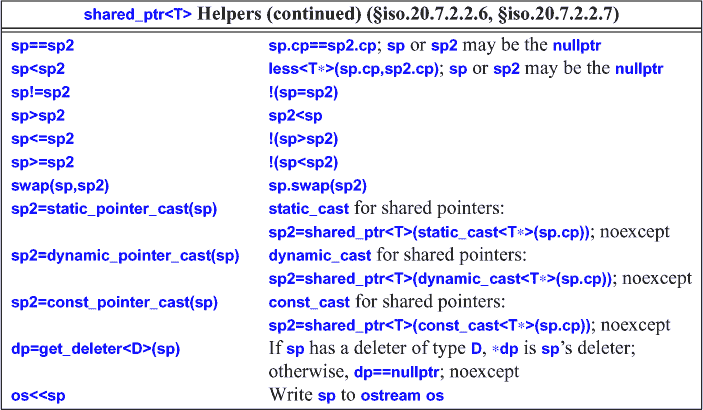 shared_ptr<T> Helpers (continued) (§iso.20.7.2.2.6, §iso.20.7.2.2.7)
sp==sp2 sp.cp==sp2.cp; sp or sp2 may be the nullptr
sp<sp2 less<T*>(sp.cp,sp2.cp); sp or sp2 may be the nullptr
sp!=sp2 !(sp=sp2)
sp>sp2 sp2<sp
sp<=sp2 !(sp>sp2)
sp>=sp2 !(sp<sp2)
swap(sp,sp2) sp.swap(sp2)
sp2=static_pointer_cast(sp) static_cast for shared pointers:
sp2=shared_ptr<T>(static_cast<T*>(sp.cp)); noexcept
sp2=dynamic_pointer_cast(sp) dynamic_cast for shared pointers:
sp2=shared_ptr<T>(dynamic_cast<T*>(sp.cp)); noexcept
sp2=const_pointer_cast(sp) const_cast for shared pointers:
sp2=shared_ptr<T>(const_cast<T*>(sp.cp)); noexcept
dp=get_deleter<D>(sp) If sp has a deleter of type D, *dp is sp’s deleter;
otherwise, dp==nullptr; noexcept
os<<sp Write sp to ostream os